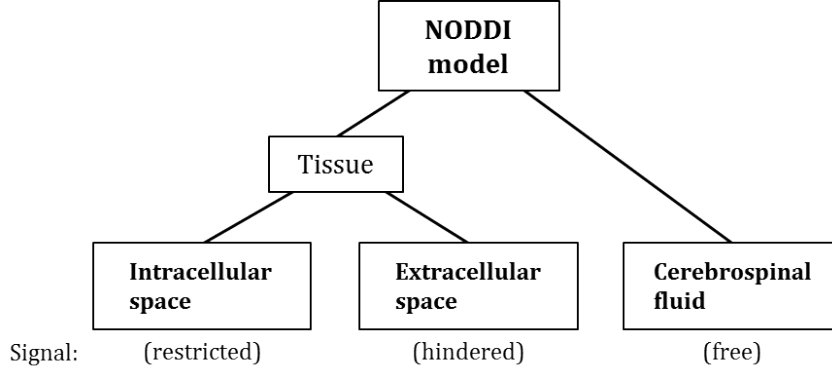 NODDI
model
Tissue
Intracellular
space
Extracellular
space
Cerebrospinal
fluid
Signal: (restricted) (hindered) (free)